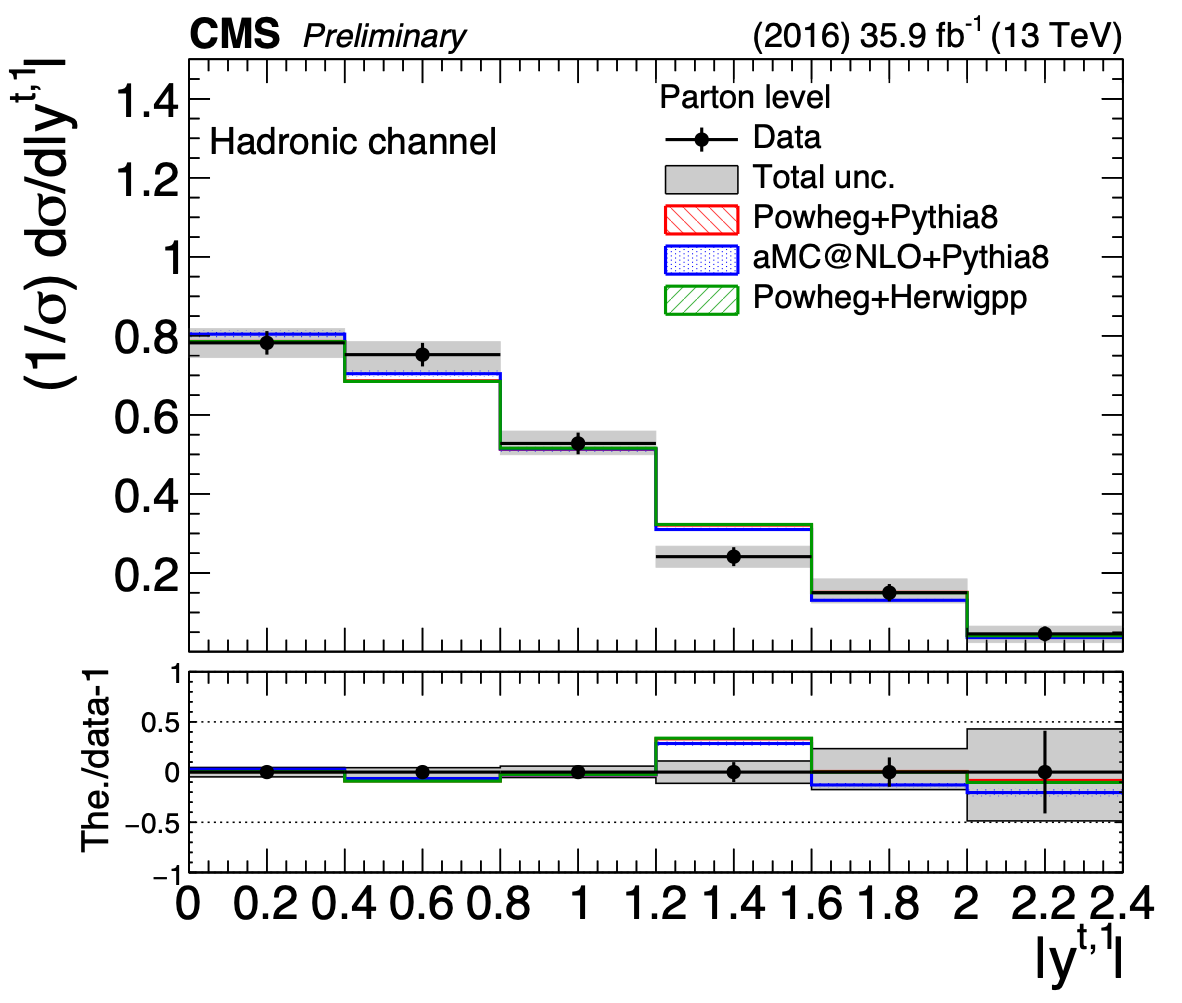 CMS Preliminary (2016) 35.9 fb⁻¹ (13 TeV)
(1/σ) dσ/d|yᵗ,¹|
Hadronic channel
Parton level
Data
Total unc.
Powheg+Pythia8
aMC@NLO+Pythia8
Powheg+Herwigpp
1.4
1.2
1
0.8
0.6
0.4
0.2
The./data-1
1
0.5
0
−0.5
−1
0 0.2 0.4 0.6 0.8 1 1.2 1.4 1.6 1.8 2 2.2 2.4
|yᵗ,¹|